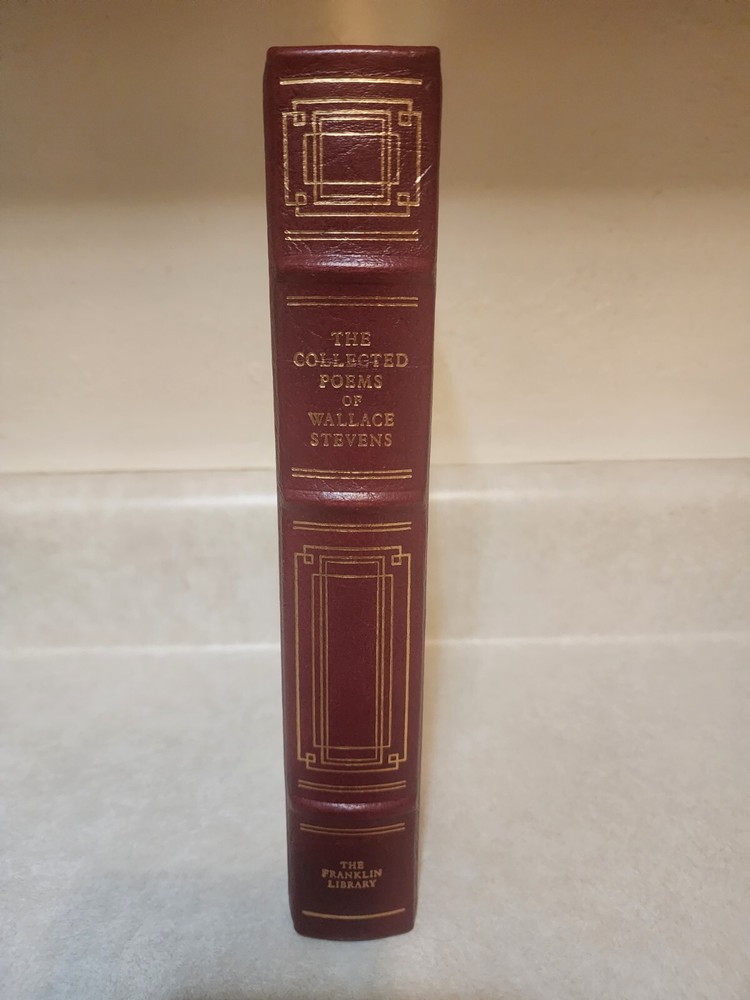 THE
COLLECTED
POEMS
OF
WALLACE
STEVENS
THE
FRANKLIN
LIBRARY